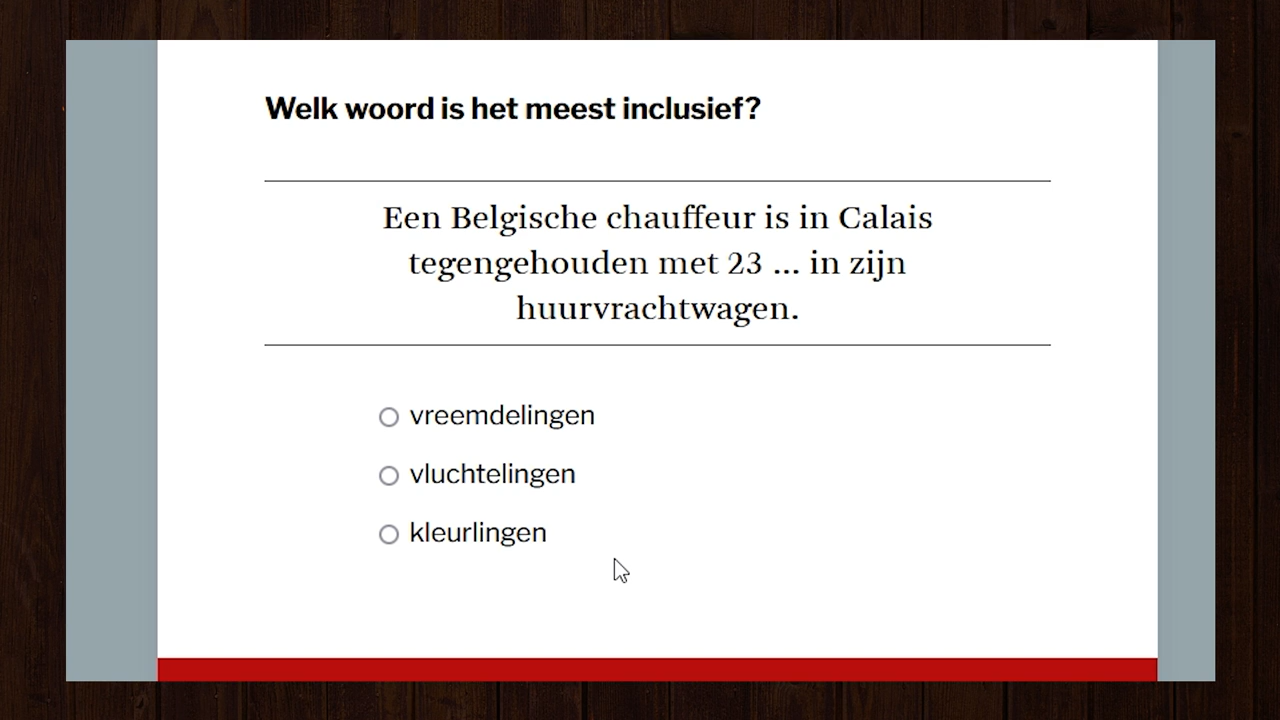 Welk woord is het meest inclusief?
Een Belgische chauffeur is in Calais
tegengehouden met 23 ... in zijn
huurvrachtwagen.
vreemdelingen
vluchtelingen
kleurlingen